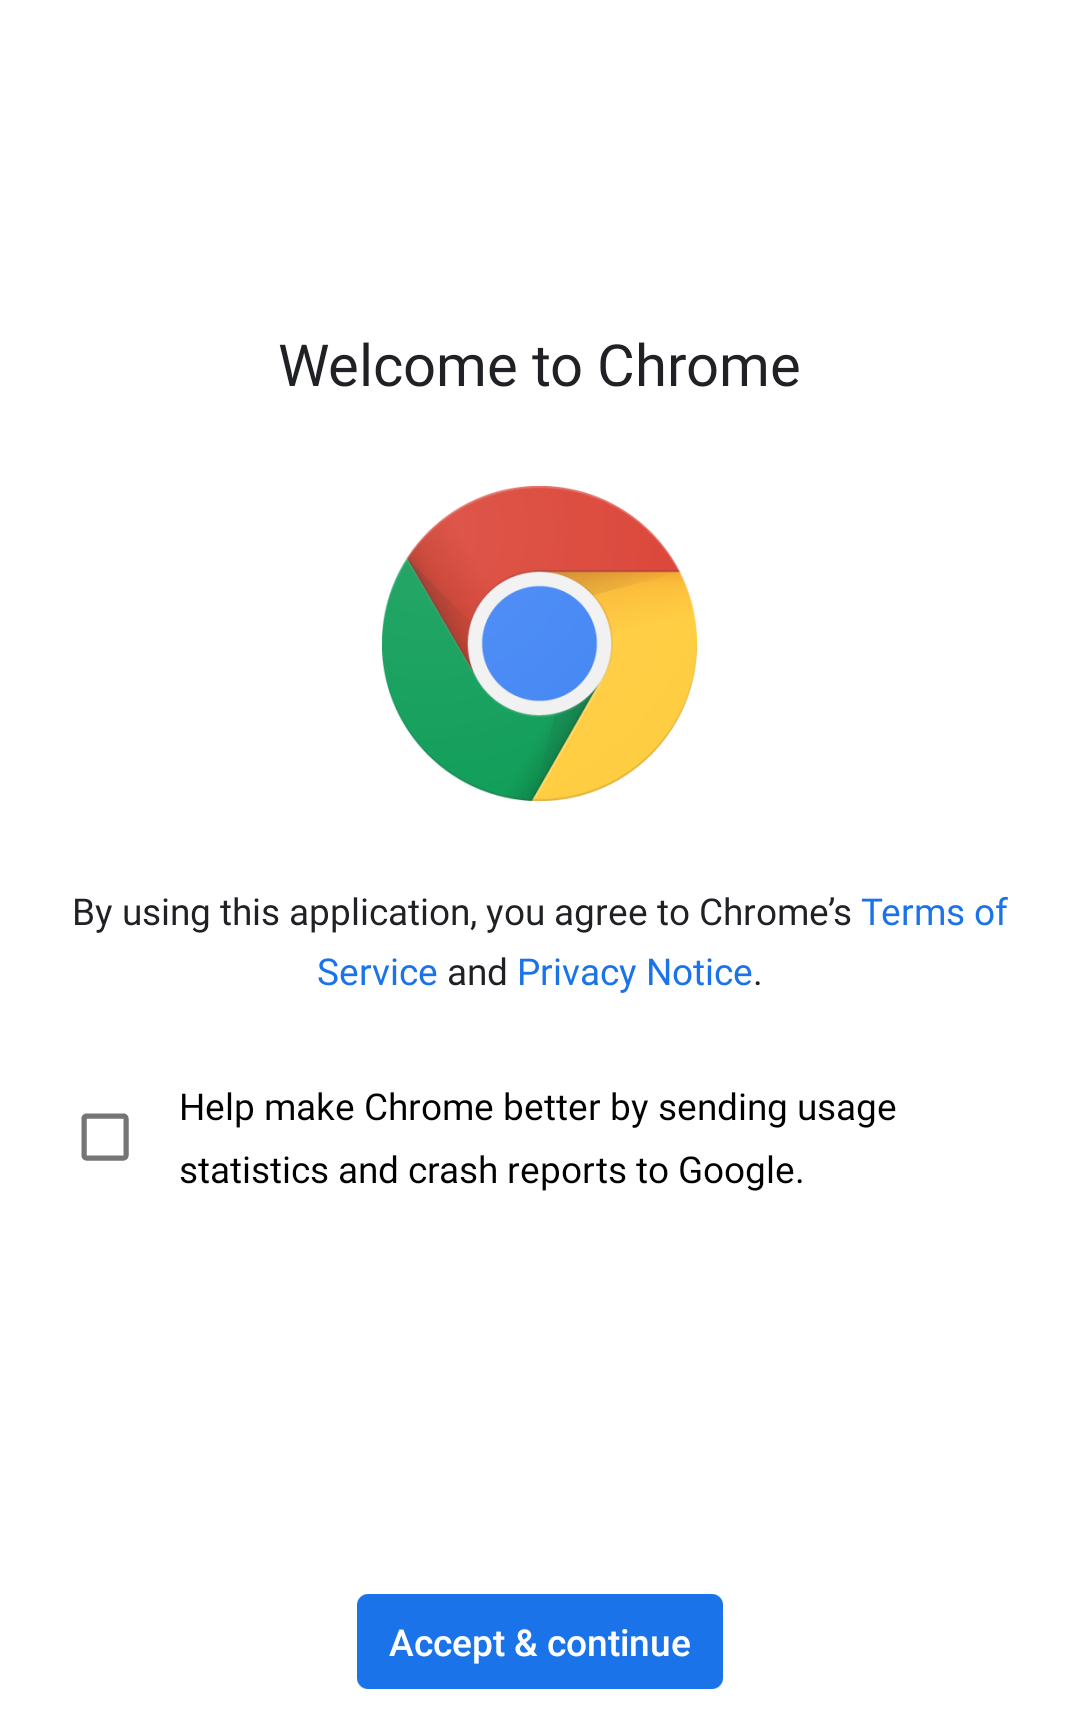 Welcome to Chrome
By using this application, you agree to Chrome’s Terms of
Service and Privacy Notice.
Help make Chrome better by sending usage
statistics and crash reports to Google.
Accept & continue